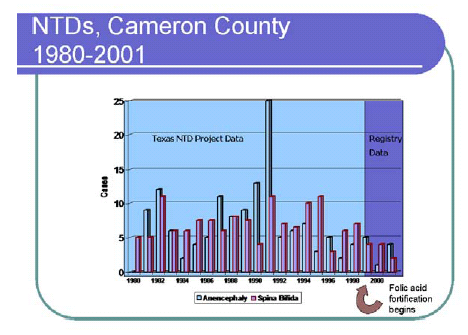 NTDs, Cameron County
1980-2001
25
20
15
10
5
0
Cases
Texas NTD Project Data
Registry
Data
1980 1982 1984 1986 1988 1990 1992 1994 1996 1998 2000
Anencephaly Spina Bifida
Folic acid
fortification
begins